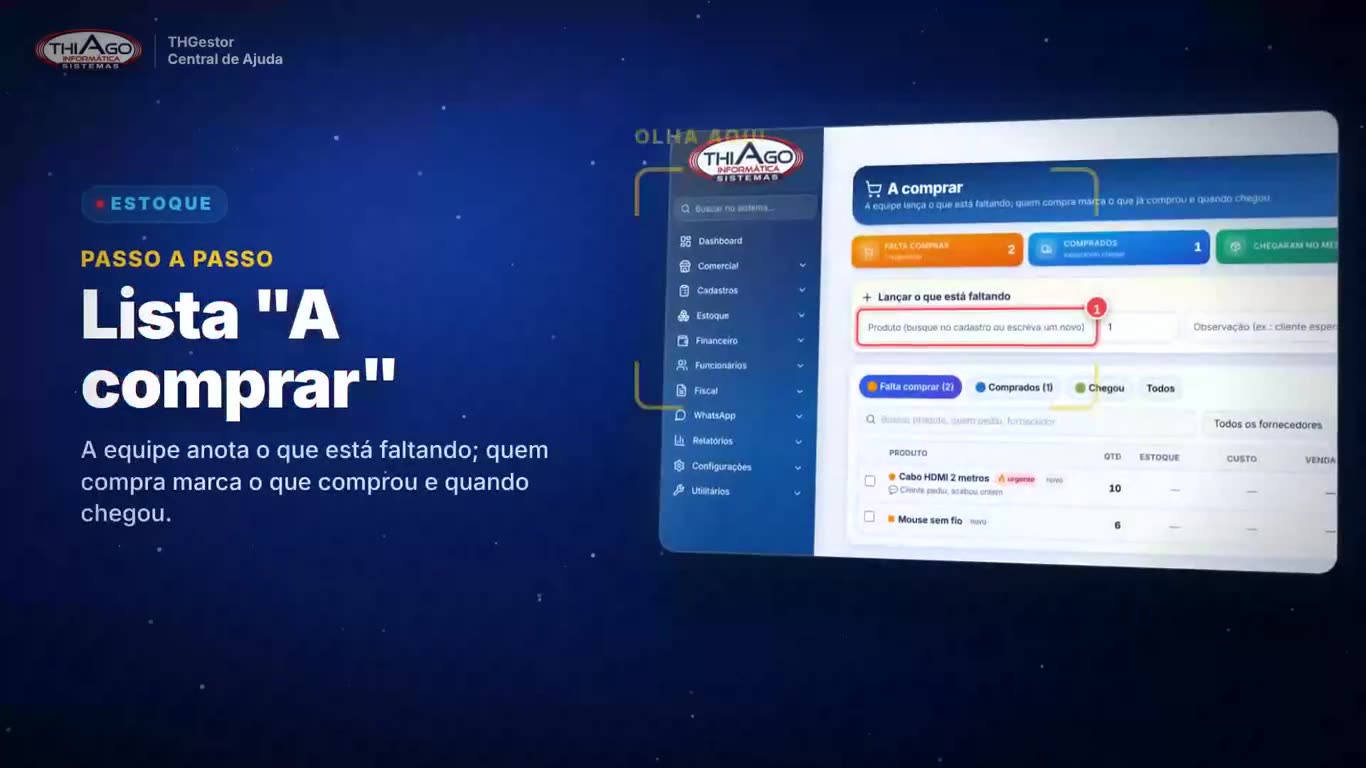 THIAGO
INFORMÁTICA
SISTEMAS
THGestor
Central de Ajuda
ESTOQUE
PASSO A PASSO
Lista "A
comprar"
A equipe anota o que está faltando; quem
compra marca o que comprou e quando
chegou.
OLHA AQUI
THIAGO
INFORMÁTICA
SISTEMAS
Buscar no sistema...
Dashboard
Comercial
Cadastros
Estoque
Financeiro
Funcionários
Fiscal
WhatsApp
Relatórios
Configurações
Utilitários
A comprar
A equipe lança o que está faltando; quem compra marca o que já comprou e quando chegou
FALTA COMPRAR
2
COMPRADOS
1
CHEGARAM NO
+ Lançar o que está faltando
1
Produto (busque no cadastro ou escreva um novo)
1
Observação (ex.: cliente
Falta comprar (2)
Comprados (1)
Chegou
Todos
Buscar produto, quem pediu, fornecedor
Todos os fornecedores
PRODUTO
QTD
ESTOQUE
CUSTO
VENDA
Cabo HDMI 2 metros urgente novo
10
—
—
—
Cliente pediu, acabou ontem
Mouse sem fio novo
6
—
—
—